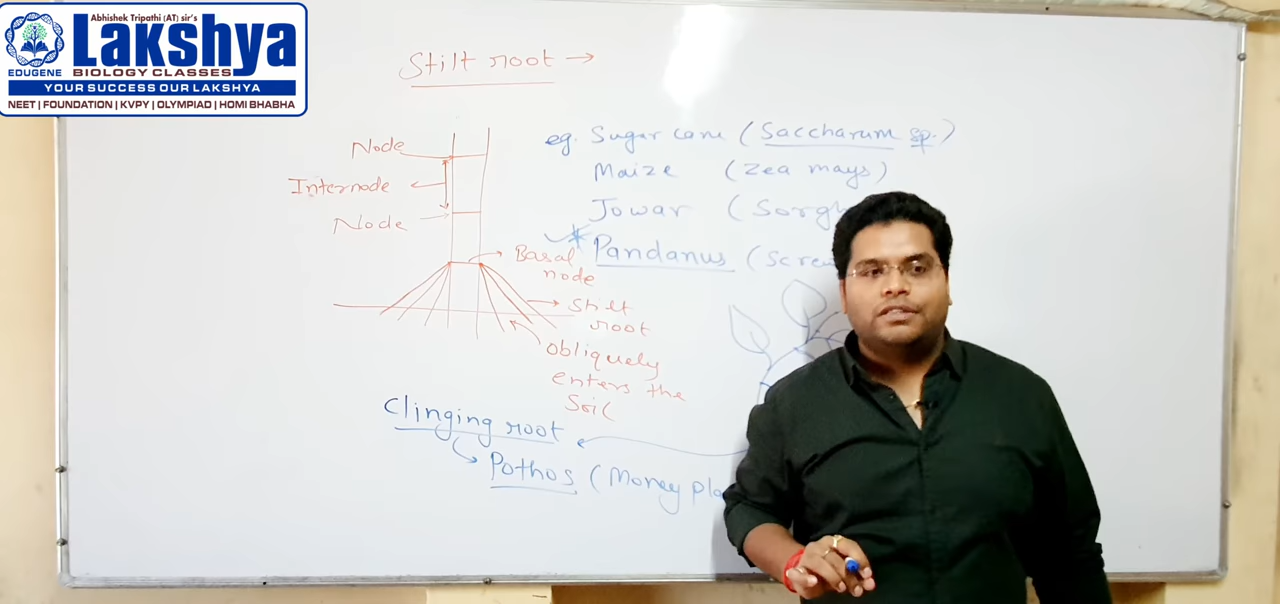 Abhishek Tripathi (AT) sir's
Lakshya
EDUGENE
BIOLOGY CLASSES
YOUR SUCCESS OUR LAKSHYA
NEET | FOUNDATION | KVPY | OLYMPIAD | HOMI BHABHA
Stilt root →
Node
Internode
Node
Basal
node
Stilt
root
Obliquely
enters the
Soil
eg. Sugar cane (Saccharum sp.)
Maize (Zea mays)
Jowar (
Pandanus (
Clinging root
Pothos (Money